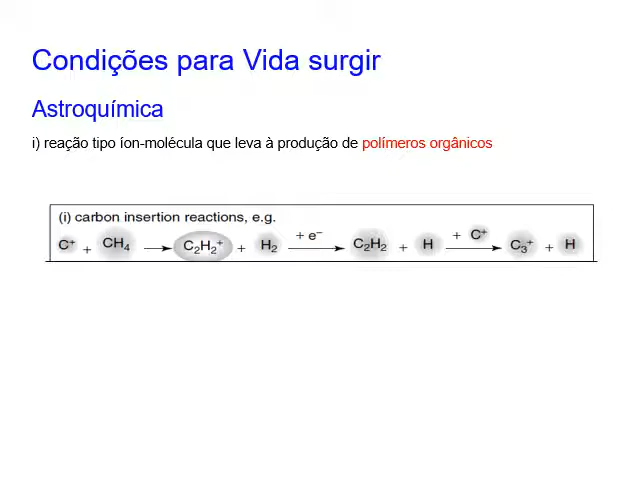 Condições para Vida surgir
Astroquímica
i) reação tipo íon-molécula que leva à produção de polímeros orgânicos
(i) carbon insertion reactions, e.g.
C⁺ + CH₄ → C₂H₂⁺ + H₂ + e⁻ → C₂H₂ + H + C⁺ → C₃⁺ + H